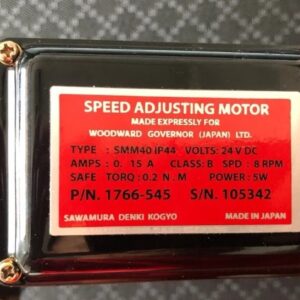 SPEED ADJUSTING MOTOR
MADE EXPRESSLY FOR
WOODWARD GOVERNOR (JAPAN) LTD.
TYPE : SMM40 IP44 VOLTS: 24 V DC
AMPS : 0. 15 A CLASS: B SPD : 8 RPM
SAFE TORQ : 0.2 N . M POWER : 5W
P/N. 1766-545 S/N. 105342
SAWAMURA DENKI KOGYO MADE IN JAPAN